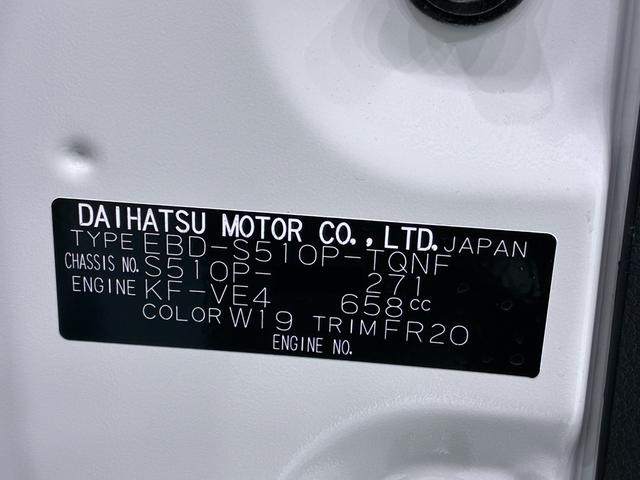 DAIHATSU MOTOR CO., LTD. JAPAN
TYPE EBD-S510P-TQNF
CHASSIS NO. S510P- 271
ENGINE KF-VE4 658cc
COLOR W19 TRIM FR20
ENGINE NO.